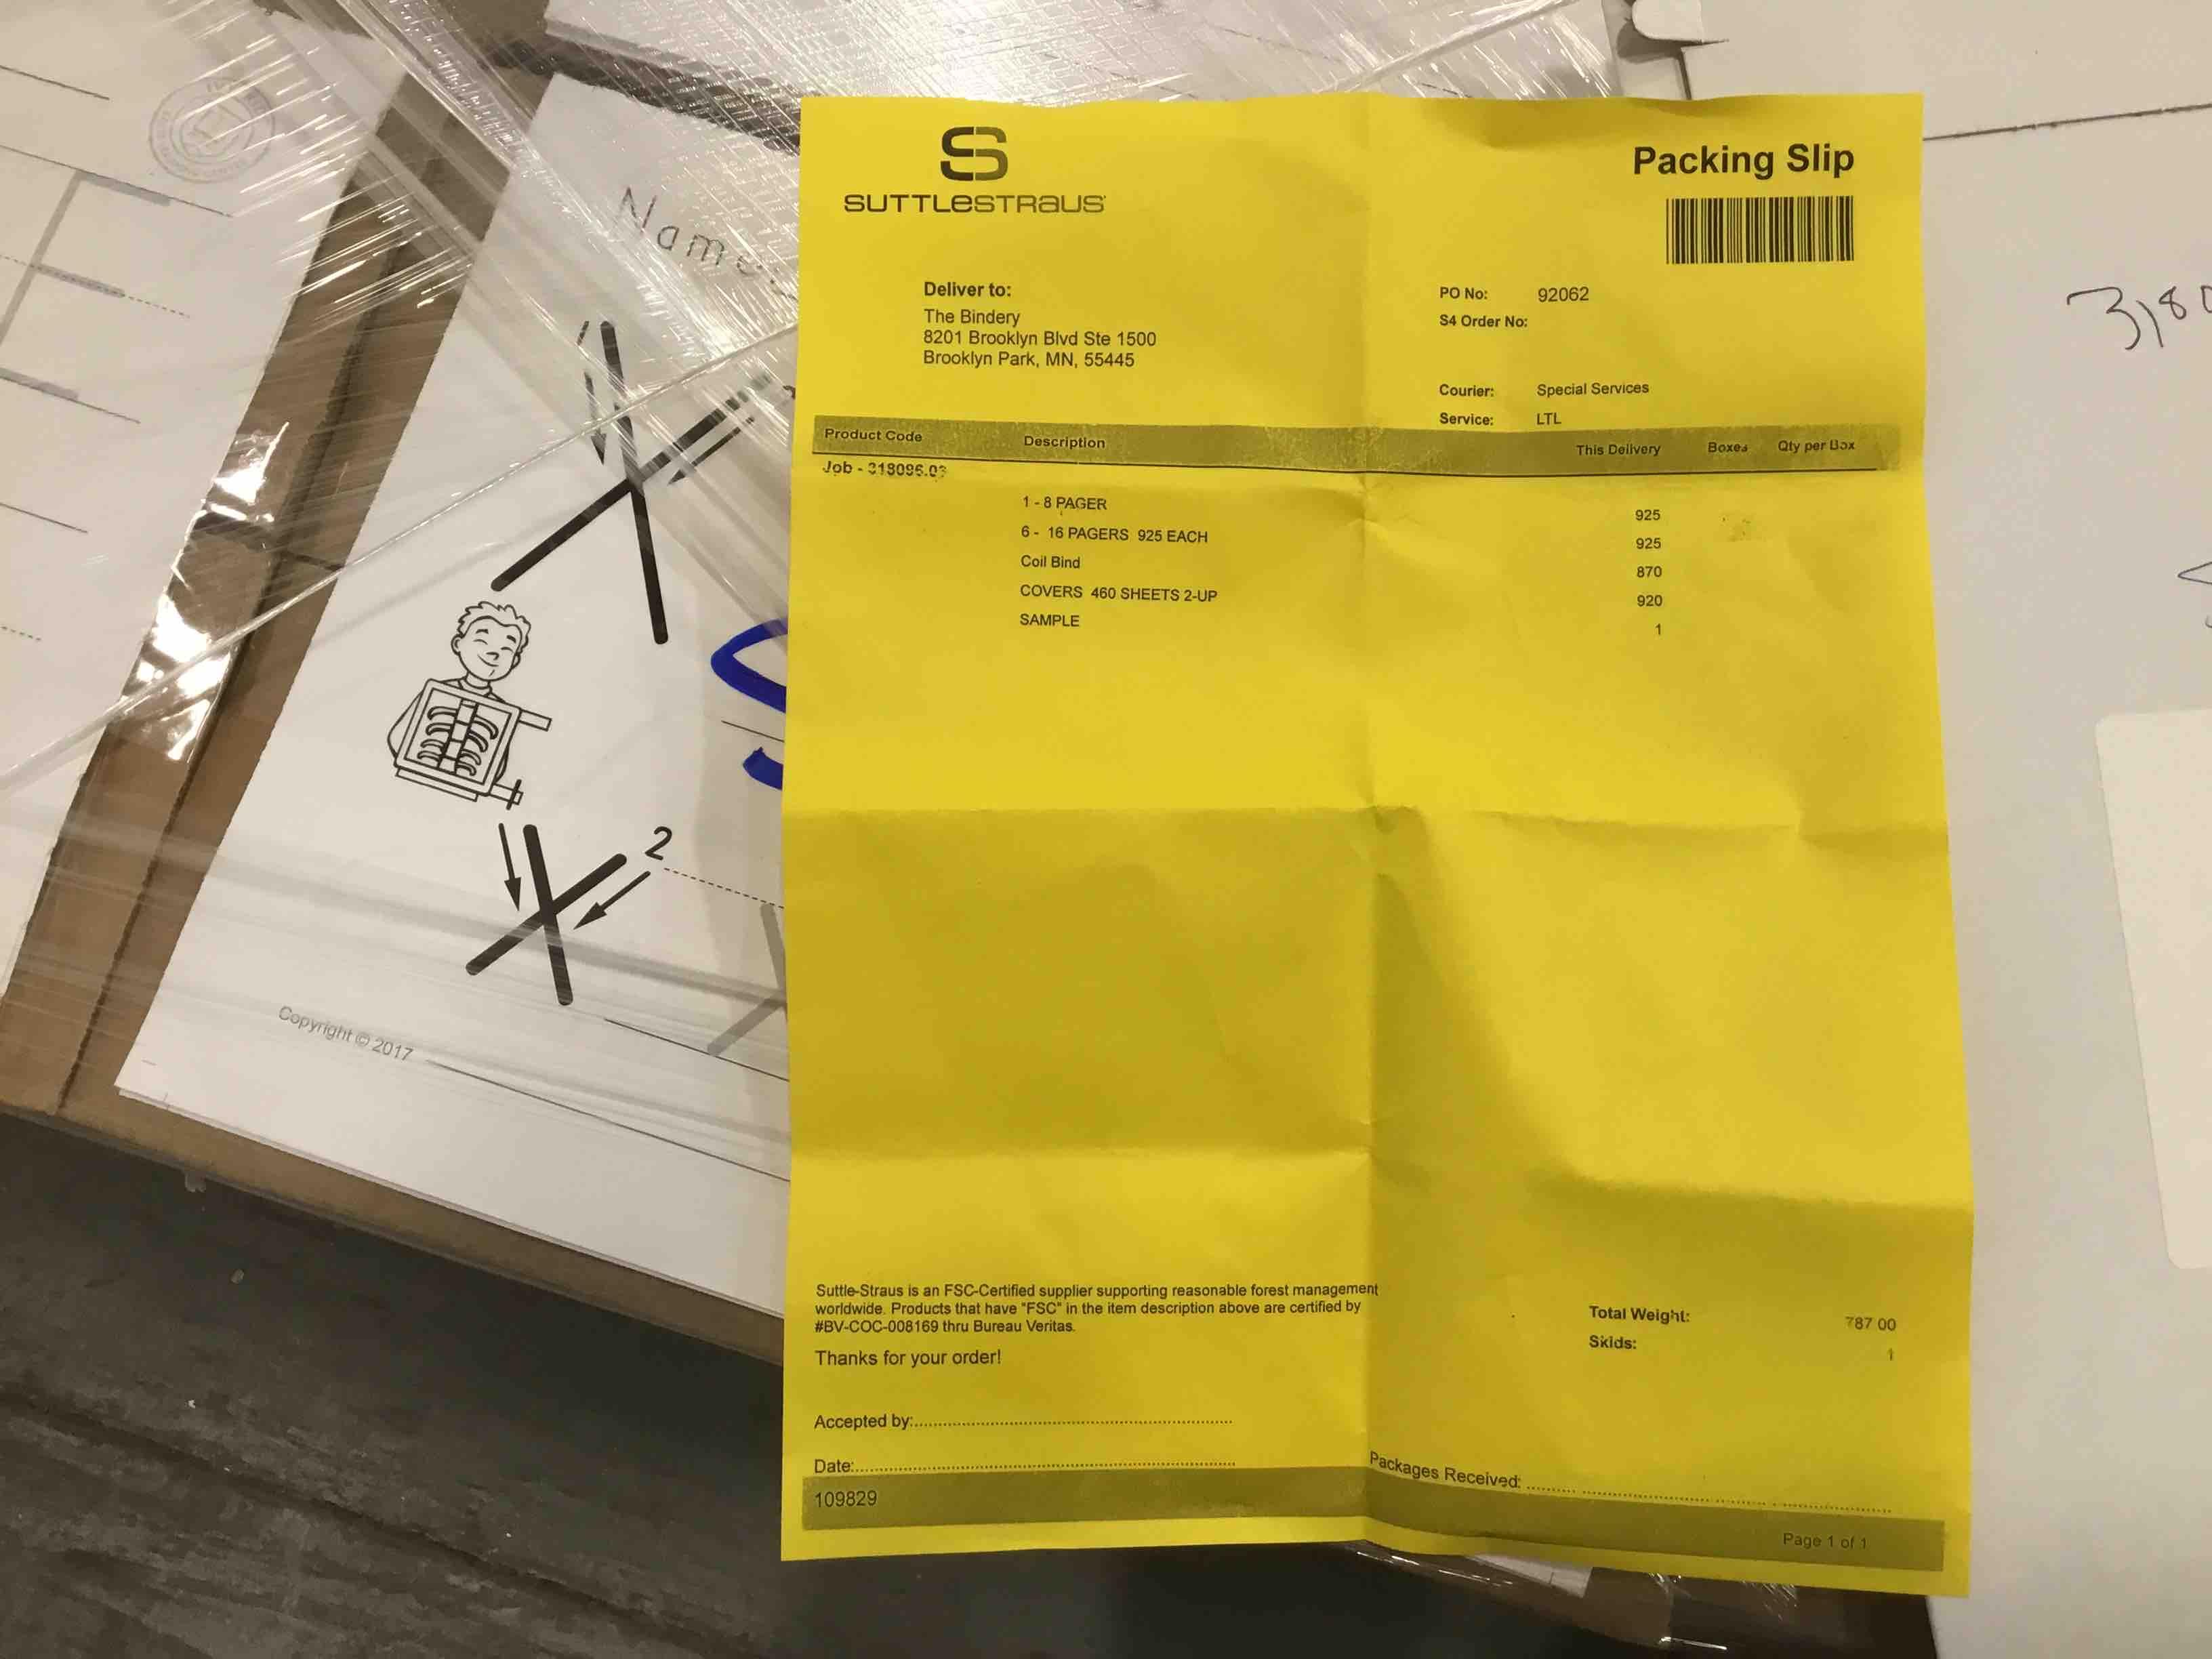 SUTTLESTRAUS
Packing Slip
Deliver to:
The Bindery
8201 Brooklyn Blvd Ste 1500
Brooklyn Park, MN, 55445
PO No: 92062
S4 Order No:
Courier: Special Services
Service: LTL
Product Code Description This Delivery Boxes Qty per Box
Job -
1 - 8 PAGER 925
6 - 16 PAGERS 925 EACH 925
Coil Bind 870
COVERS 460 SHEETS 2-UP 920
SAMPLE 1
Suttle-Straus is an FSC-Certified supplier supporting reasonable forest management
worldwide. Products that have "FSC" in the item description above are certified by
#BV-COC-008169 thru Bureau Veritas.
Thanks for your order!
Total Weight: 787 00
Skids: 1
Accepted by:
Date:
Packages Received:
109829
Page 1 of 1
Name:
X
X
2
Copyright © 2017